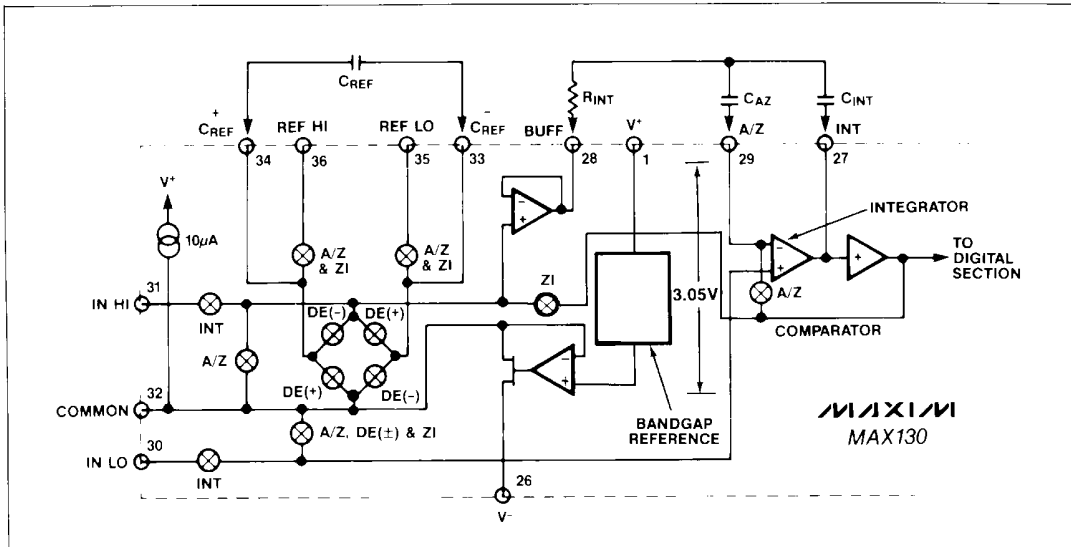 CREF
RINT
CAZ
CINT
+
CREF
REF HI
REF LO
-
CREF
BUFF
V+
A/Z
INT
34
36
35
33
28
1
29
27
V+
10µA
A/Z
& ZI
A/Z
& ZI
-
+
INTEGRATOR
-
+
+
TO
DIGITAL
SECTION
IN HI
31
INT
DE(-)
DE(+)
ZI
3.05V
A/Z
COMPARATOR
A/Z
DE(+)
DE(-)
-
+
32
COMMON
A/Z, DE(±) & ZI
BANDGAP
REFERENCE
MAXIM
MAX130
30
IN LO
INT
26
V-